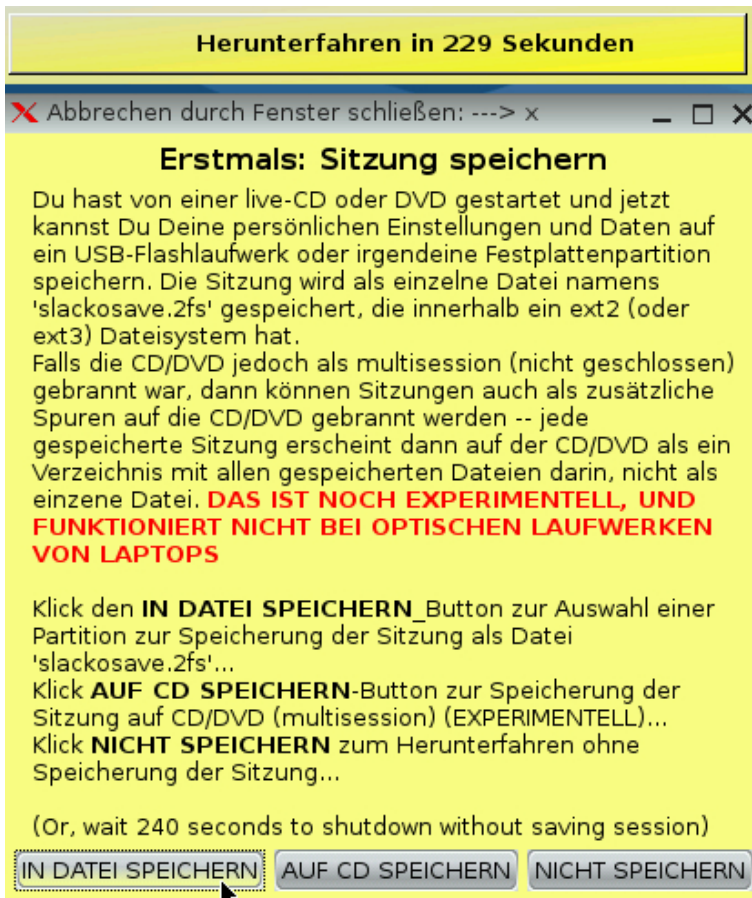 Herunterfahren in 229 Sekunden
Abbrechen durch Fenster schließen: ---> x
Erstmals: Sitzung speichern
Du hast von einer live-CD oder DVD gestartet und jetzt
kannst Du Deine persönlichen Einstellungen und Daten auf
ein USB-Flashlaufwerk oder irgendeine Festplattenpartition
speichern. Die Sitzung wird als einzelne Datei namens
'slackosave.2fs' gespeichert, die innerhalb ein ext2 (oder
ext3) Dateisystem hat.
Falls die CD/DVD jedoch als multisession (nicht geschlossen)
gebrannt war, dann können Sitzungen auch als zusätzliche
Spuren auf die CD/DVD gebrannt werden -- jede
gespeicherte Sitzung erscheint dann auf der CD/DVD als ein
Verzeichnis mit allen gespeicherten Dateien darin, nicht als
einzene Datei. DAS IST NOCH EXPERIMENTELL, UND
FUNKTIONIERT NICHT BEI OPTISCHEN LAUFWERKEN
VON LAPTOPS
Klick den IN DATEI SPEICHERN_Button zur Auswahl einer
Partition zur Speicherung der Sitzung als Datei
'slackosave.2fs'...
Klick AUF CD SPEICHERN-Button zur Speicherung der
Sitzung auf CD/DVD (multisession) (EXPERIMENTELL)...
Klick NICHT SPEICHERN zum Herunterfahren ohne
Speicherung der Sitzung...
(Or, wait 240 seconds to shutdown without saving session)
IN DATEI SPEICHERN AUF CD SPEICHERN NICHT SPEICHERN